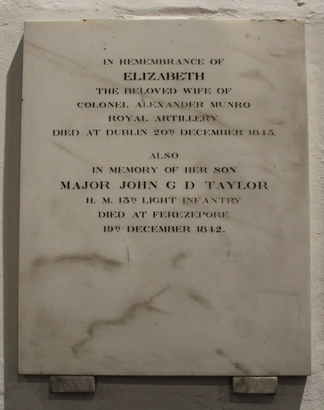 IN REMEMBRANCE OF
ELIZABETH
THE BELOVED WIFE OF
COLONEL ALEXANDER MUNRO
ROYAL ARTILLERY
DIED AT DUBLIN 20TH DECEMBER 1843.
ALSO
IN MEMORY OF HER SON
MAJOR JOHN G D TAYLOR
H. M. 13TH LIGHT INFANTRY
DIED AT FEREZEPORE
19TH DECEMBER 1842.